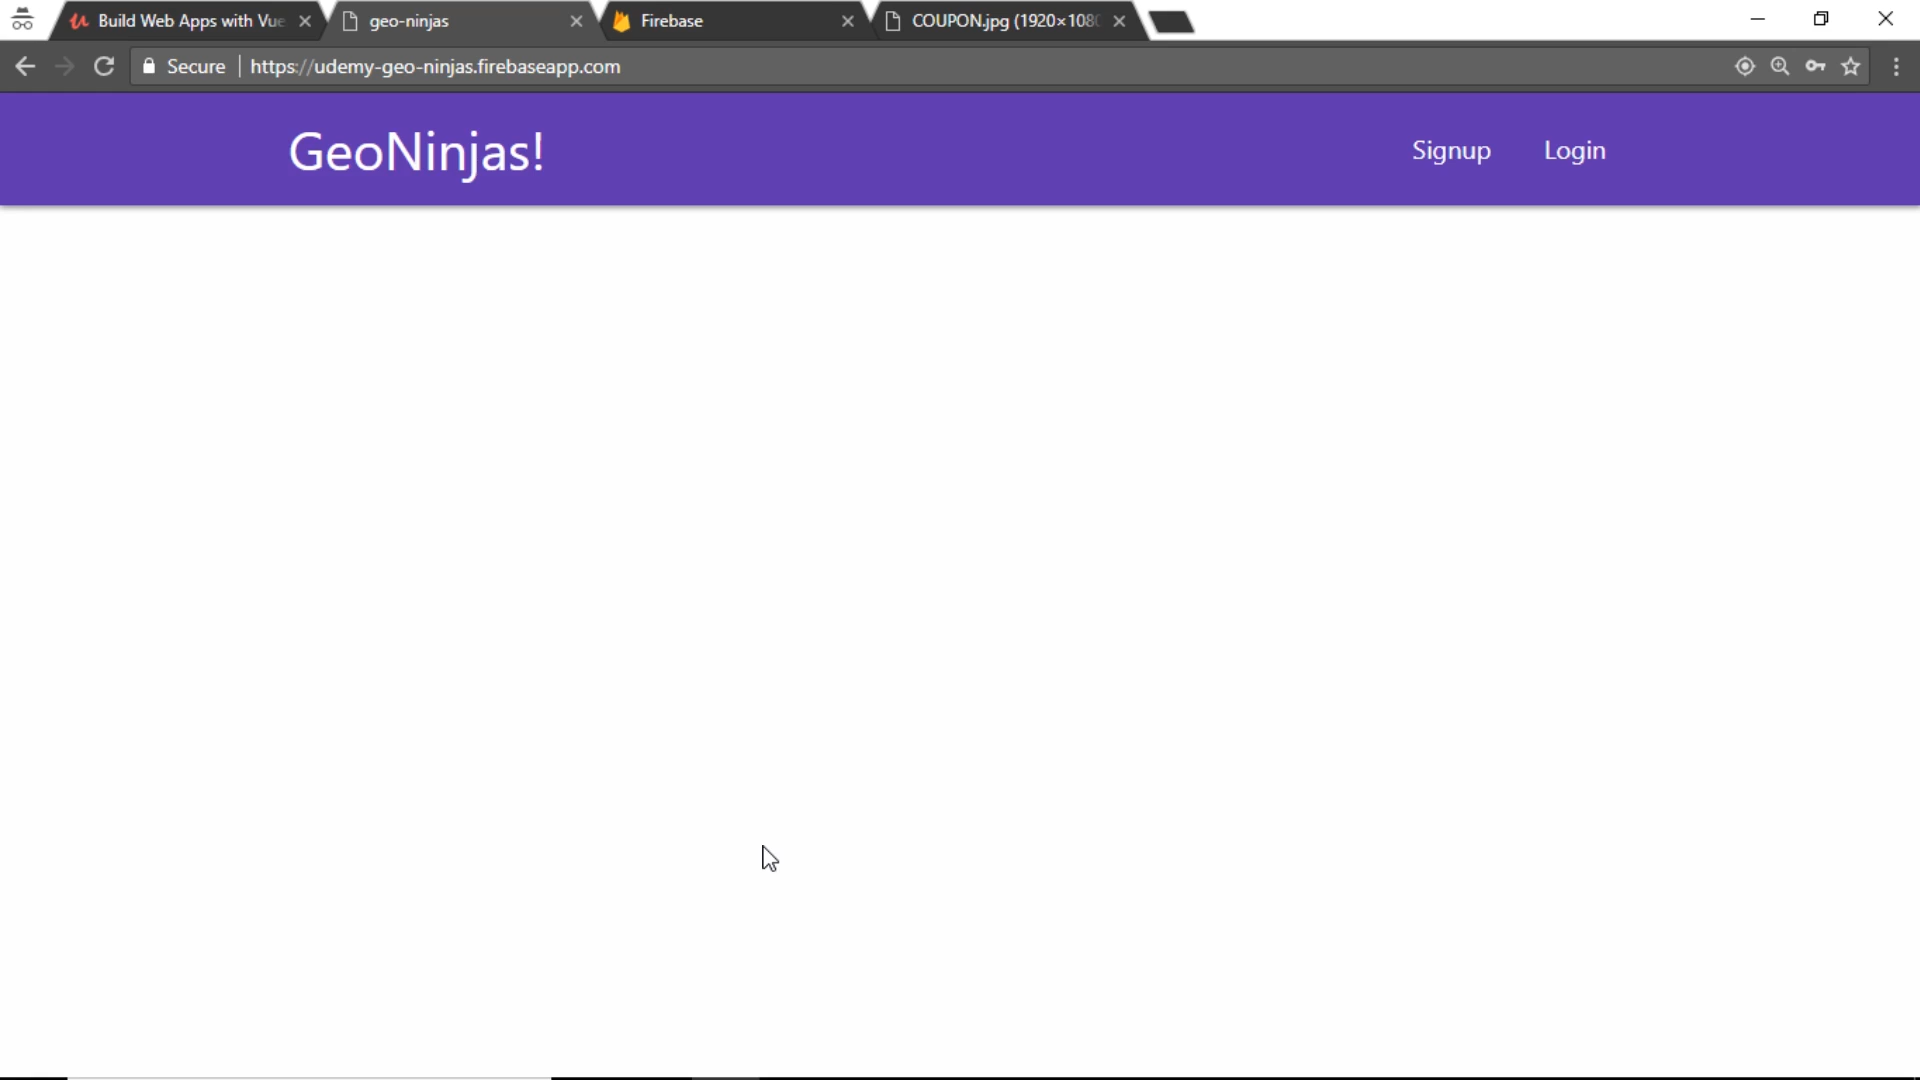 Build Web Apps with Vue
geo-ninjas
Firebase
COUPON.jpg (1920×1080
Secure
https://udemy-geo-ninjas.firebaseapp.com
GeoNinjas!
Signup
Login